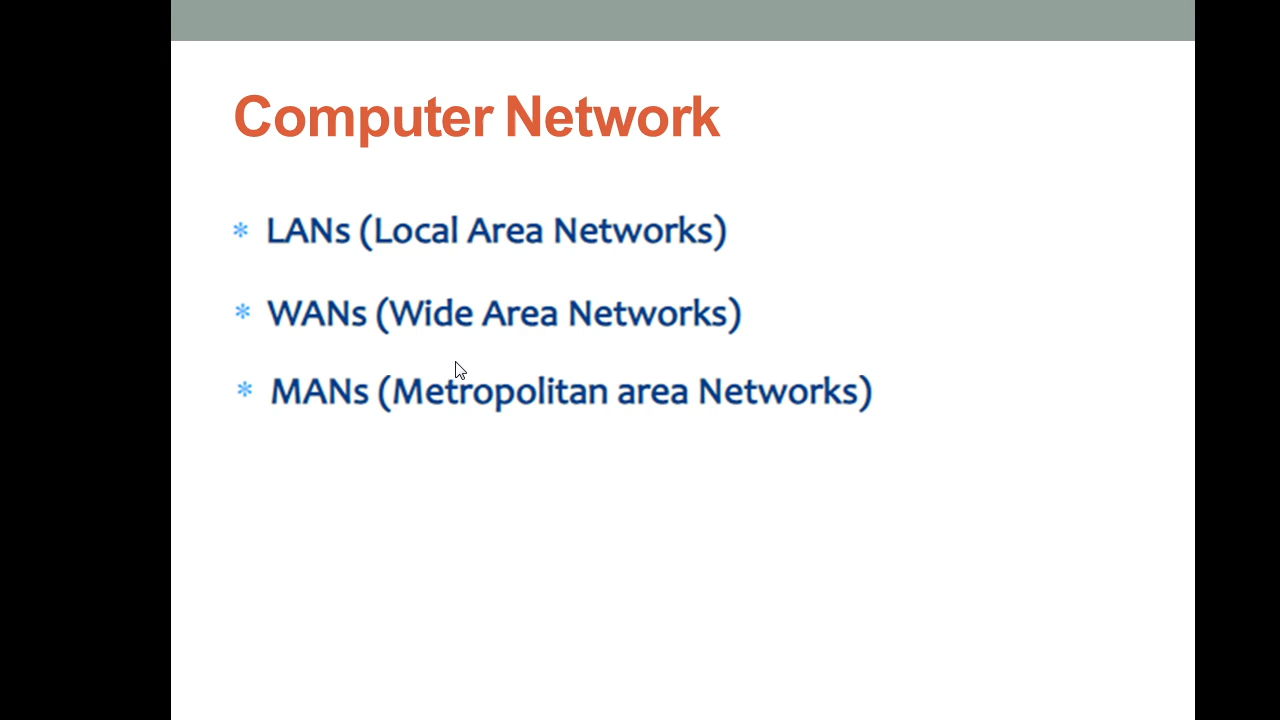 Computer Network
* LANs (Local Area Networks)
* WANs (Wide Area Networks)
* MANs (Metropolitan area Networks)